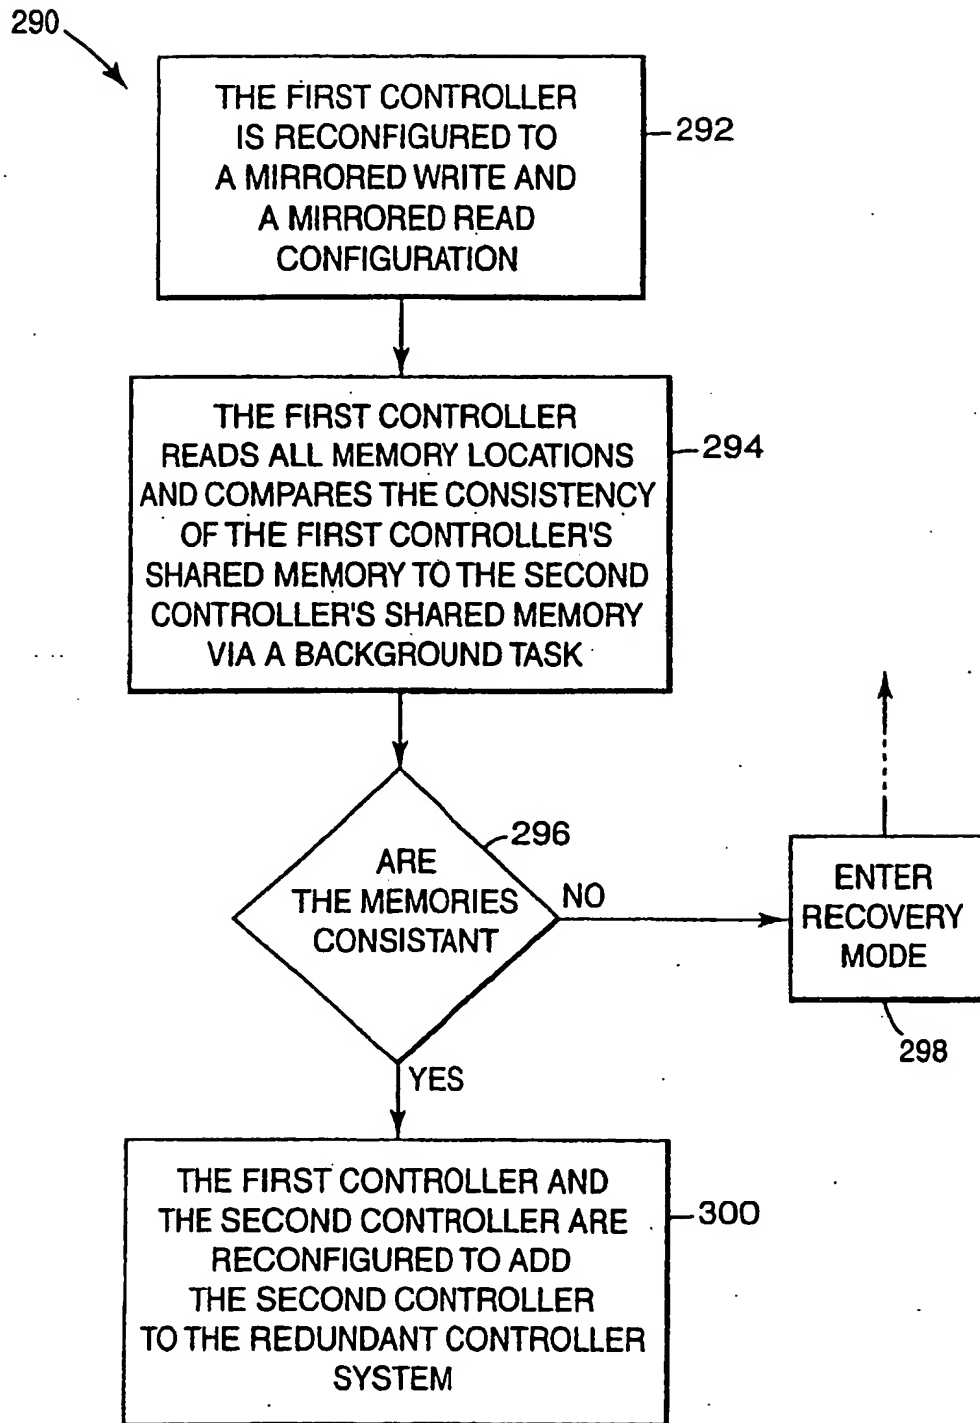 290
THE FIRST CONTROLLER
IS RECONFIGURED TO
A MIRRORED WRITE AND
A MIRRORED READ
CONFIGURATION
292
THE FIRST CONTROLLER
READS ALL MEMORY LOCATIONS
AND COMPARES THE CONSISTENCY
OF THE FIRST CONTROLLER'S
SHARED MEMORY TO THE SECOND
CONTROLLER'S SHARED MEMORY
VIA A BACKGROUND TASK
294
ARE
THE MEMORIES
CONSISTANT
296
NO
ENTER
RECOVERY
MODE
298
YES
THE FIRST CONTROLLER AND
THE SECOND CONTROLLER ARE
RECONFIGURED TO ADD
THE SECOND CONTROLLER
TO THE REDUNDANT CONTROLLER
SYSTEM
300